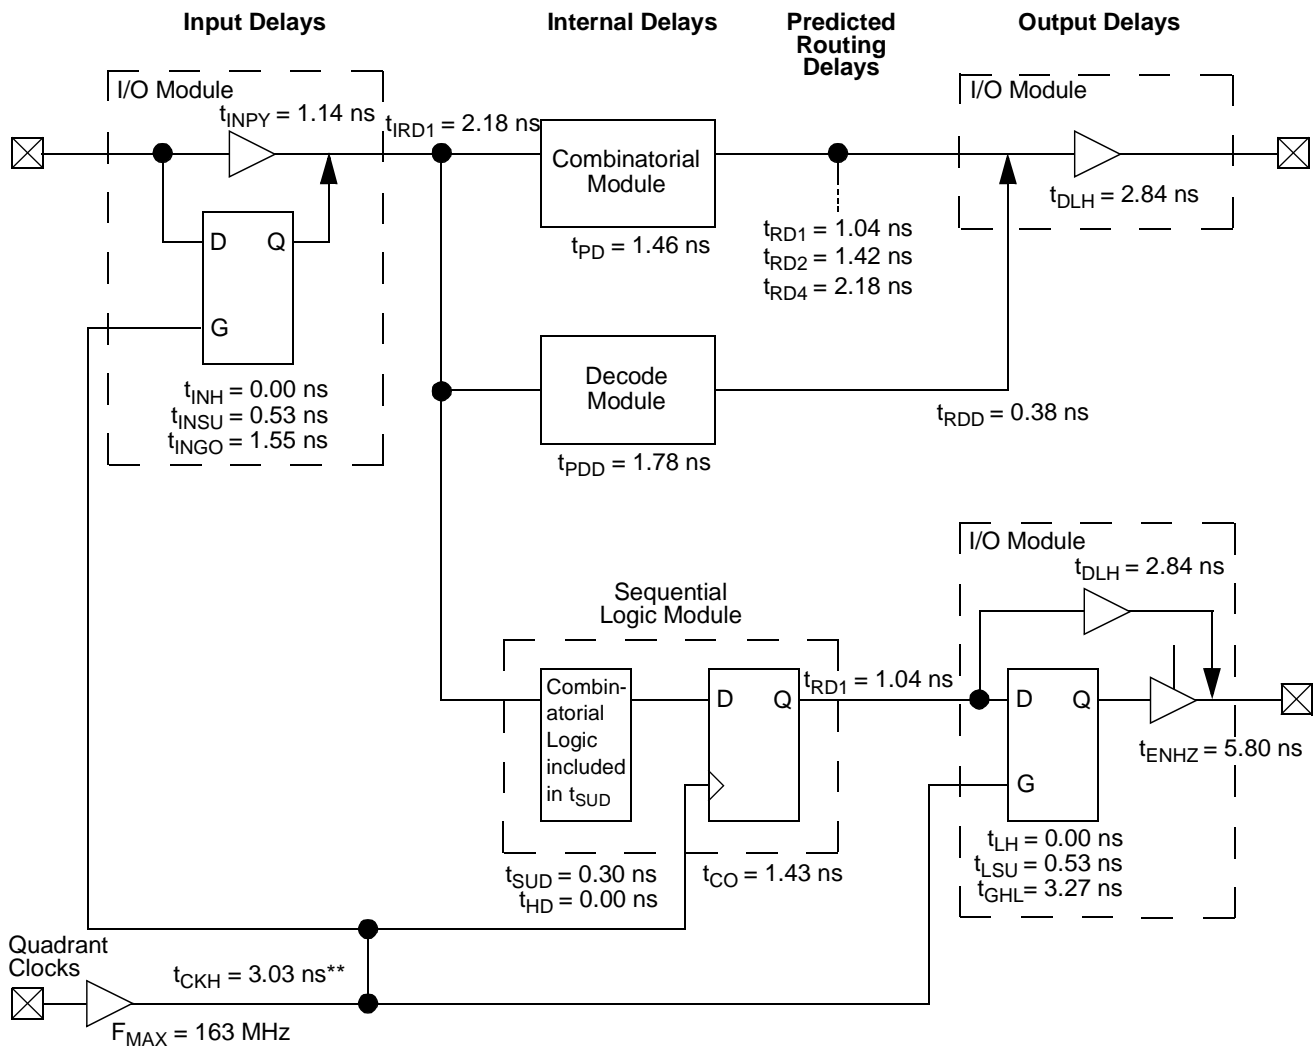 Input Delays
Internal Delays
Predicted
Routing
Delays
Output Delays
I/O Module
tINPY = 1.14 ns
tIRD1 = 2.18 ns
Combinatorial
Module
I/O Module
tDLH = 2.84 ns
D
Q
G
tPD = 1.46 ns
tRD1 = 1.04 ns
tRD2 = 1.42 ns
tRD4 = 2.18 ns
tINH = 0.00 ns
tINSU = 0.53 ns
tINGO = 1.55 ns
Decode
Module
tRDD = 0.38 ns
tPDD = 1.78 ns
I/O Module
tDLH = 2.84 ns
Sequential
Logic Module
Combin-
atorial
Logic
included
in tSUD
D
Q
tRD1 = 1.04 ns
D
Q
G
tENHZ = 5.80 ns
tLH = 0.00 ns
tLSU = 0.53 ns
tGHL= 3.27 ns
tSUD = 0.30 ns
tHD = 0.00 ns
tCO = 1.43 ns
Quadrant
Clocks
tCKH = 3.03 ns**
FMAX = 163 MHz